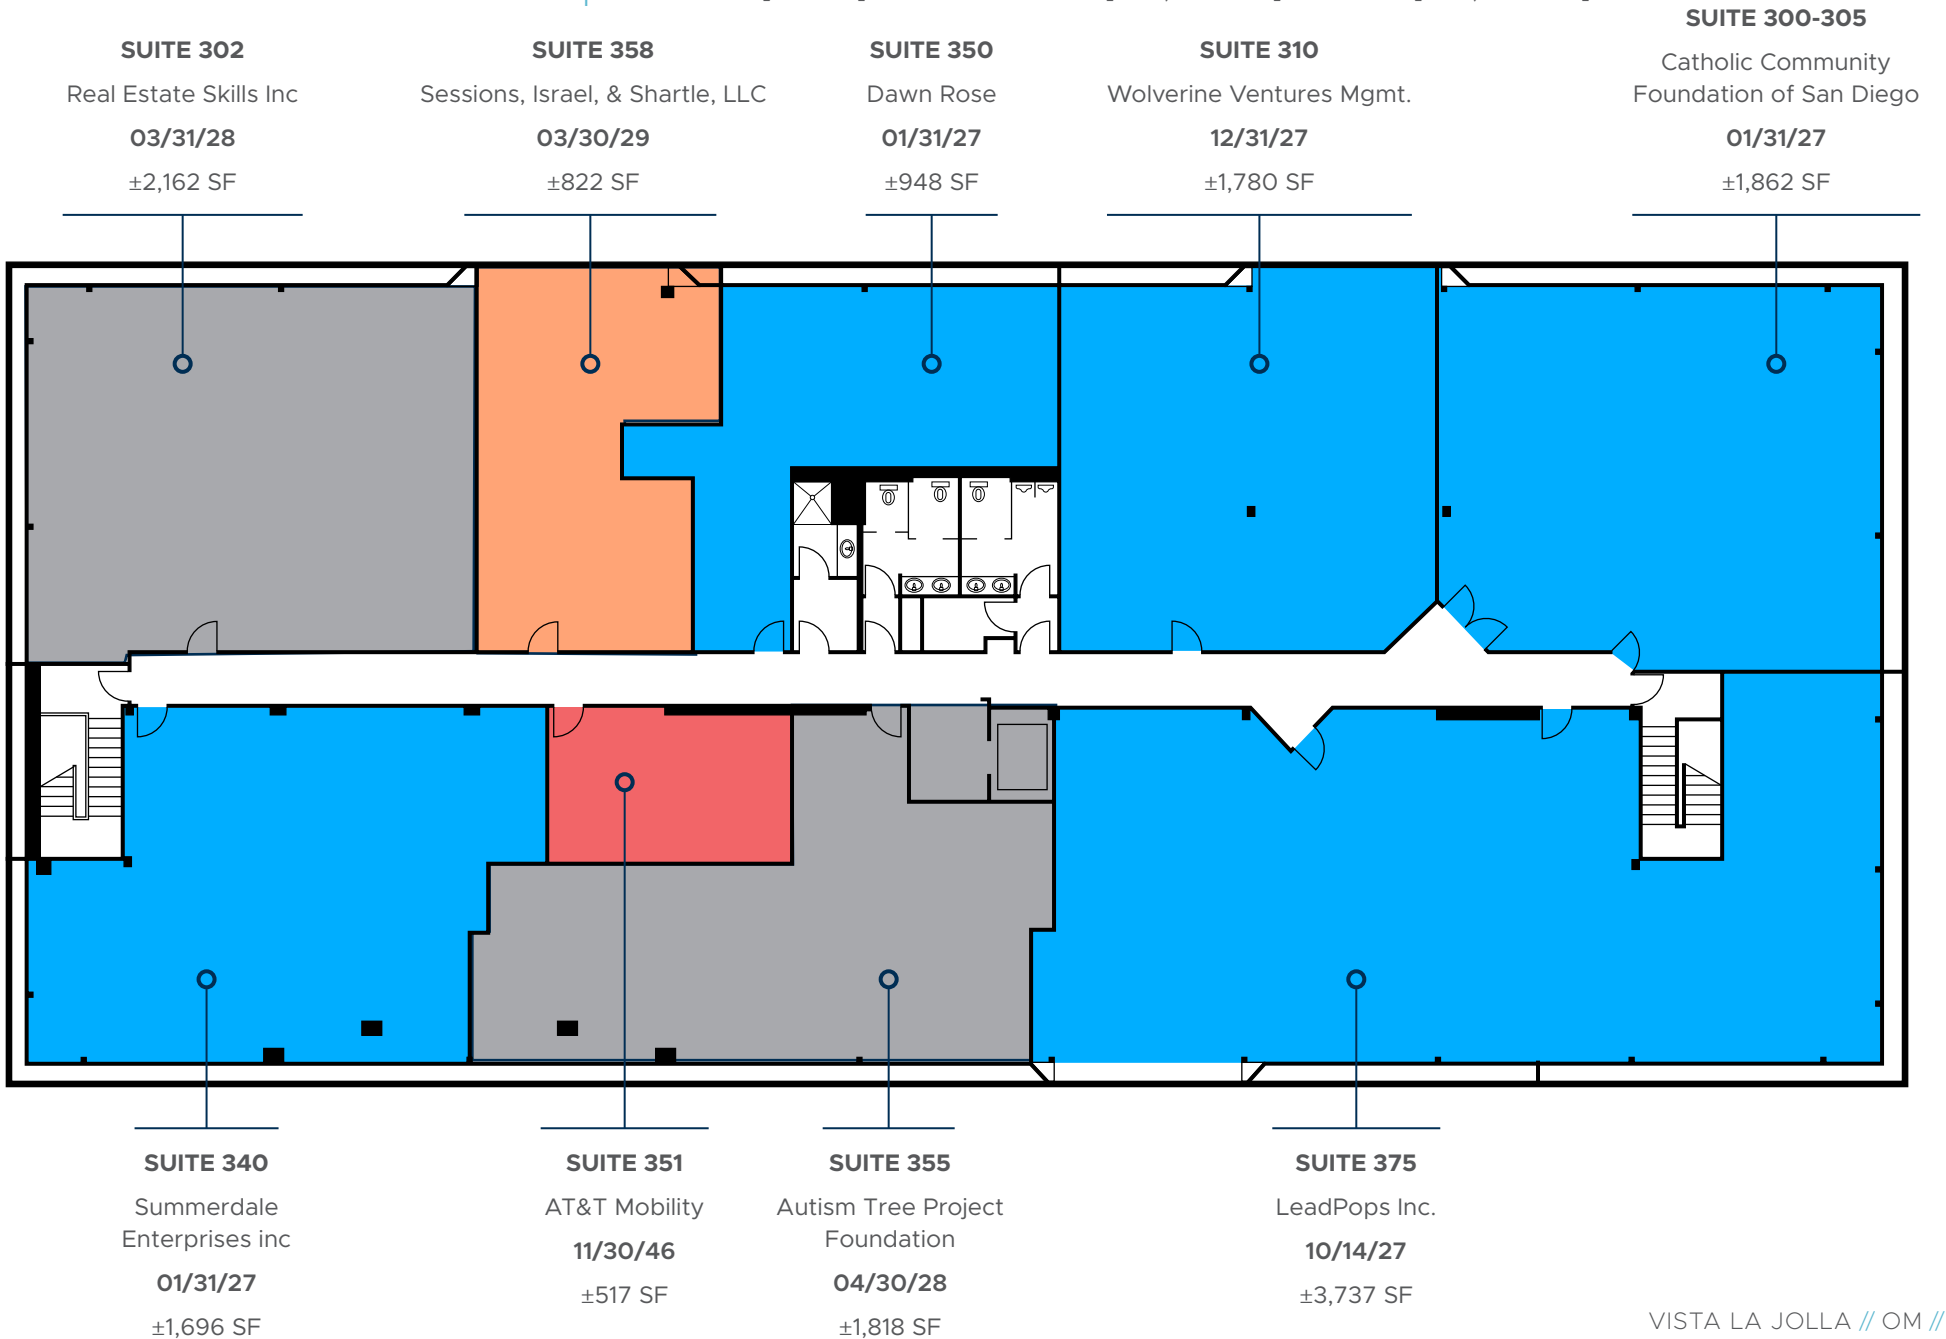 SUITE 302
Real Estate Skills Inc
03/31/28
±2,162 SF
SUITE 358
Sessions, Israel, & Shartle, LLC
03/30/29
±822 SF
SUITE 350
Dawn Rose
01/31/27
±948 SF
SUITE 310
Wolverine Ventures Mgmt.
12/31/27
±1,780 SF
SUITE 300-305
Catholic Community
Foundation of San Diego
01/31/27
±1,862 SF
SUITE 340
Summerdale
Enterprises inc
01/31/27
±1,696 SF
SUITE 351
AT&T Mobility
11/30/46
±517 SF
SUITE 355
Autism Tree Project
Foundation
04/30/28
±1,818 SF
SUITE 375
LeadPops Inc.
10/14/27
±3,737 SF
VISTA LA JOLLA // OM //